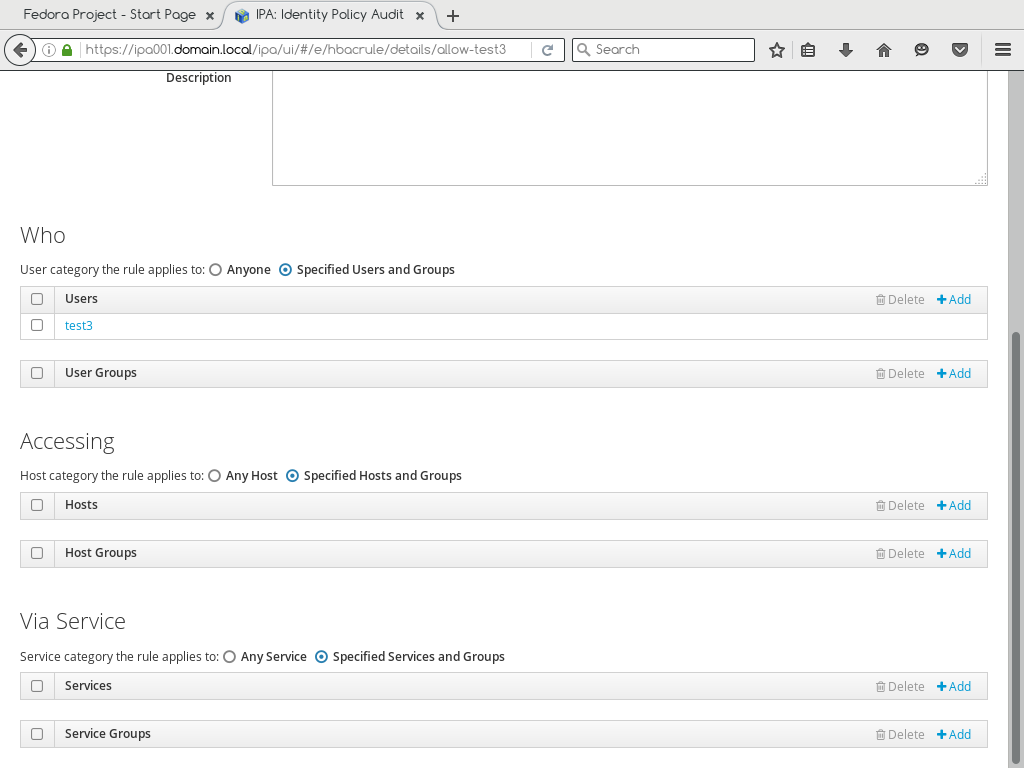 Fedora Project - Start Page
IPA: Identity Policy Audit
https://ipa001.domain.local/ipa/ui/#/e/hbacrule/details/allow-test3
Search
Description
Who
User category the rule applies to: Anyone Specified Users and Groups
Users Delete Add
test3
User Groups Delete Add
Accessing
Host category the rule applies to: Any Host Specified Hosts and Groups
Hosts Delete Add
Host Groups Delete Add
Via Service
Service category the rule applies to: Any Service Specified Services and Groups
Services Delete Add
Service Groups Delete Add